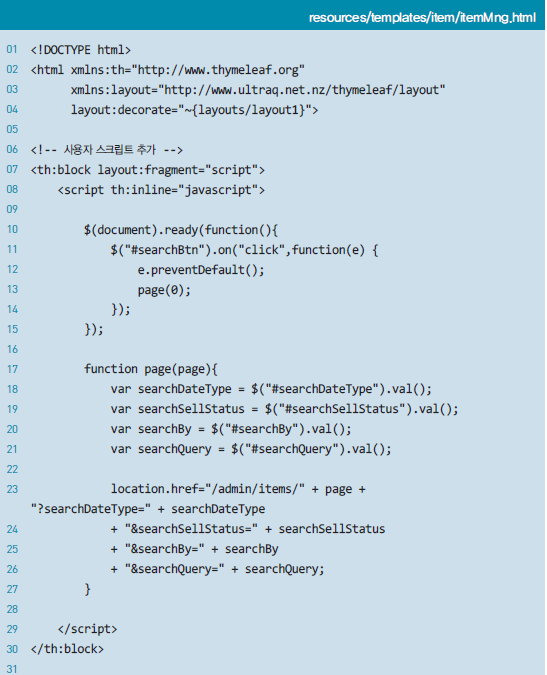 resources/templates/item/itemMng.html
01 <!DOCTYPE html>
02 <html xmlns:th="http://www.thymeleaf.org"
03       xmlns:layout="http://www.ultraq.net.nz/thymeleaf/layout"
04       layout:decorate="~{layouts/layout1}">
05
06 <!-- 사용자 스크립트 추가 -->
07 <th:block layout:fragment="script">
08     <script th:inline="javascript">
09
10         $(document).ready(function(){
11             $("#searchBtn").on("click",function(e) {
12                 e.preventDefault();
13                 page(0);
14             });
15         });
16
17         function page(page){
18             var searchDateType = $("#searchDateType").val();
19             var searchSellStatus = $("#searchSellStatus").val();
20             var searchBy = $("#searchBy").val();
21             var searchQuery = $("#searchQuery").val();
22
23             location.href="/admin/items/" + page +
"?searchDateType=" + searchDateType
24             + "&searchSellStatus=" + searchSellStatus
25             + "&searchBy=" + searchBy
26             + "&searchQuery=" + searchQuery;
27         }
28
29     </script>
30 </th:block>
31